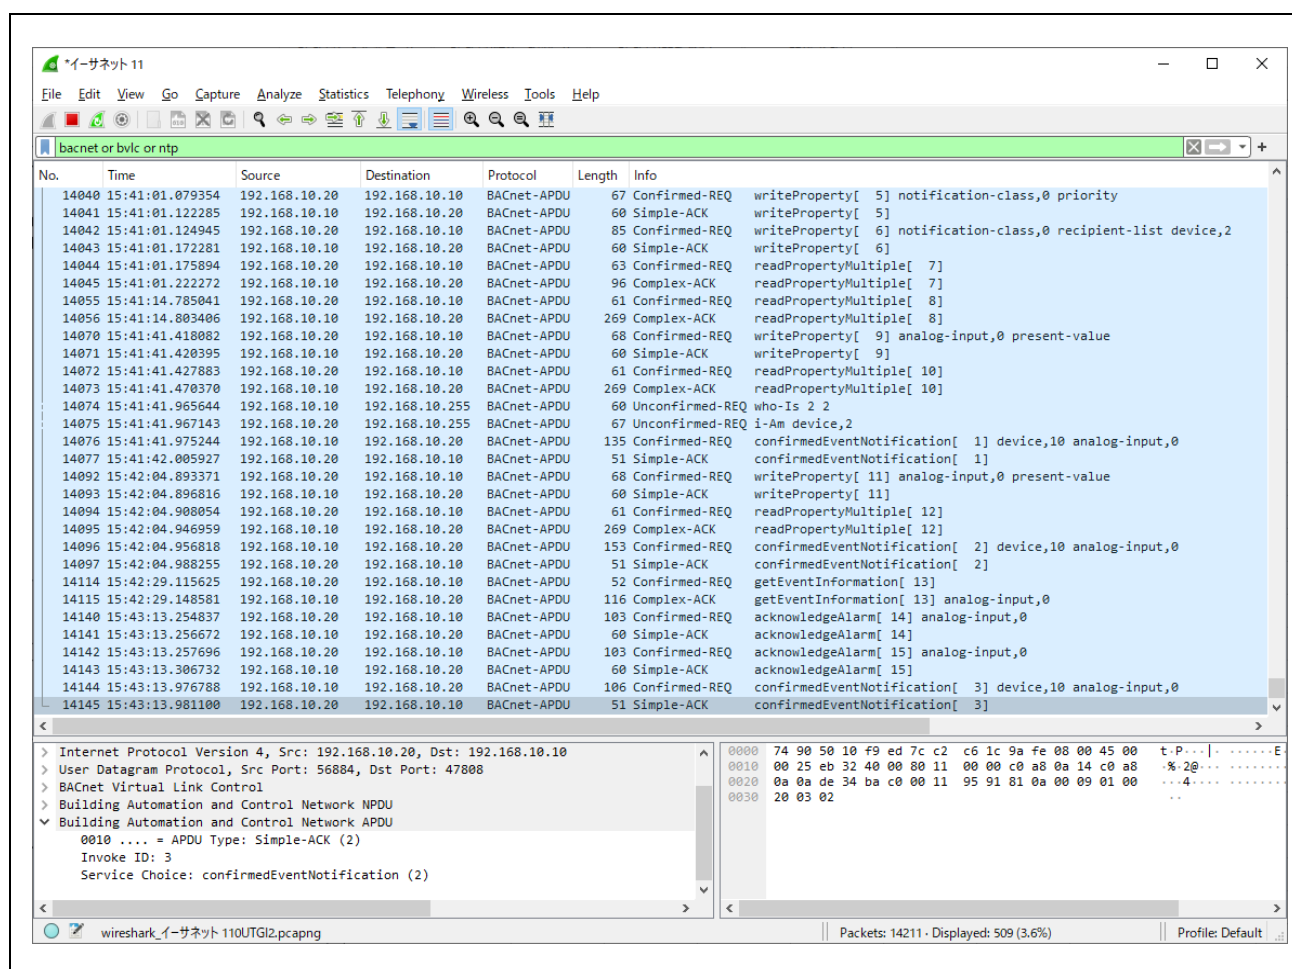 *イーサネット 11
File Edit View Go Capture Analyze Statistics Telephony Wireless Tools Help
bacnet or bvlc or ntp
No. Time Source Destination Protocol Length Info
14040 15:41:01.079354 192.168.10.20 192.168.10.10 BACnet-APDU 67 Confirmed-REQ writeProperty[ 5] notification-class,0 priority
14041 15:41:01.122285 192.168.10.10 192.168.10.20 BACnet-APDU 60 Simple-ACK writeProperty[ 5]
14042 15:41:01.124945 192.168.10.20 192.168.10.10 BACnet-APDU 85 Confirmed-REQ writeProperty[ 6] notification-class,0 recipient-list device,2
14043 15:41:01.172281 192.168.10.10 192.168.10.20 BACnet-APDU 60 Simple-ACK writeProperty[ 6]
14044 15:41:01.175894 192.168.10.20 192.168.10.10 BACnet-APDU 63 Confirmed-REQ readPropertyMultiple[ 7]
14045 15:41:01.222272 192.168.10.10 192.168.10.20 BACnet-APDU 96 Complex-ACK readPropertyMultiple[ 7]
14055 15:41:14.785041 192.168.10.20 192.168.10.10 BACnet-APDU 61 Confirmed-REQ readPropertyMultiple[ 8]
14056 15:41:14.803406 192.168.10.10 192.168.10.20 BACnet-APDU 269 Complex-ACK readPropertyMultiple[ 8]
14070 15:41:41.418082 192.168.10.20 192.168.10.10 BACnet-APDU 68 Confirmed-REQ writeProperty[ 9] analog-input,0 present-value
14071 15:41:41.420395 192.168.10.10 192.168.10.20 BACnet-APDU 60 Simple-ACK writeProperty[ 9]
14072 15:41:41.427883 192.168.10.20 192.168.10.10 BACnet-APDU 61 Confirmed-REQ readPropertyMultiple[ 10]
14073 15:41:41.470370 192.168.10.10 192.168.10.20 BACnet-APDU 269 Complex-ACK readPropertyMultiple[ 10]
14074 15:41:41.965644 192.168.10.10 192.168.10.255 BACnet-APDU 60 Unconfirmed-REQ who-Is 2 2
14075 15:41:41.967143 192.168.10.20 192.168.10.255 BACnet-APDU 67 Unconfirmed-REQ i-Am device,2
14076 15:41:41.975244 192.168.10.10 192.168.10.20 BACnet-APDU 135 Confirmed-REQ confirmedEventNotification[ 1] device,10 analog-input,0
14077 15:41:42.005927 192.168.10.20 192.168.10.10 BACnet-APDU 51 Simple-ACK confirmedEventNotification[ 1]
14092 15:42:04.893371 192.168.10.20 192.168.10.10 BACnet-APDU 68 Confirmed-REQ writeProperty[ 11] analog-input,0 present-value
14093 15:42:04.896816 192.168.10.10 192.168.10.20 BACnet-APDU 60 Simple-ACK writeProperty[ 11]
14094 15:42:04.908054 192.168.10.20 192.168.10.10 BACnet-APDU 61 Confirmed-REQ readPropertyMultiple[ 12]
14095 15:42:04.946959 192.168.10.10 192.168.10.20 BACnet-APDU 269 Complex-ACK readPropertyMultiple[ 12]
14096 15:42:04.956818 192.168.10.10 192.168.10.20 BACnet-APDU 153 Confirmed-REQ confirmedEventNotification[ 2] device,10 analog-input,0
14097 15:42:04.988255 192.168.10.20 192.168.10.10 BACnet-APDU 51 Simple-ACK confirmedEventNotification[ 2]
14114 15:42:29.115625 192.168.10.20 192.168.10.10 BACnet-APDU 52 Confirmed-REQ getEventInformation[ 13]
14115 15:42:29.148581 192.168.10.10 192.168.10.20 BACnet-APDU 116 Complex-ACK getEventInformation[ 13] analog-input,0
14140 15:43:13.254837 192.168.10.20 192.168.10.10 BACnet-APDU 103 Confirmed-REQ acknowledgeAlarm[ 14] analog-input,0
14141 15:43:13.256672 192.168.10.10 192.168.10.20 BACnet-APDU 60 Simple-ACK acknowledgeAlarm[ 14]
14142 15:43:13.257696 192.168.10.20 192.168.10.10 BACnet-APDU 103 Confirmed-REQ acknowledgeAlarm[ 15] analog-input,0
14143 15:43:13.306732 192.168.10.10 192.168.10.20 BACnet-APDU 60 Simple-ACK acknowledgeAlarm[ 15]
14144 15:43:13.976788 192.168.10.10 192.168.10.20 BACnet-APDU 106 Confirmed-REQ confirmedEventNotification[ 3] device,10 analog-input,0
14145 15:43:13.981100 192.168.10.20 192.168.10.10 BACnet-APDU 51 Simple-ACK confirmedEventNotification[ 3]
Internet Protocol Version 4, Src: 192.168.10.20, Dst: 192.168.10.10
User Datagram Protocol, Src Port: 56884, Dst Port: 47808
BACnet Virtual Link Control
Building Automation and Control Network NPDU
Building Automation and Control Network APDU
0010 .... = APDU Type: Simple-ACK (2)
Invoke ID: 3
Service Choice: confirmedEventNotification (2)
0000 74 90 50 10 f9 ed 7c c2 c6 1c 9a fe 08 00 45 00 t·P···|· ······E·
0010 00 25 eb 32 40 00 80 11 00 00 c0 a8 0a 14 c0 a8 ·%·2@··· ········
0020 0a 0a de 34 ba c0 00 11 95 91 81 0a 00 09 01 00 ···4···· ········
0030 20 03 02 ··
wireshark_イーサネット 110UTGI2.pcapng
Packets: 14211 · Displayed: 509 (3.6%)
Profile: Default